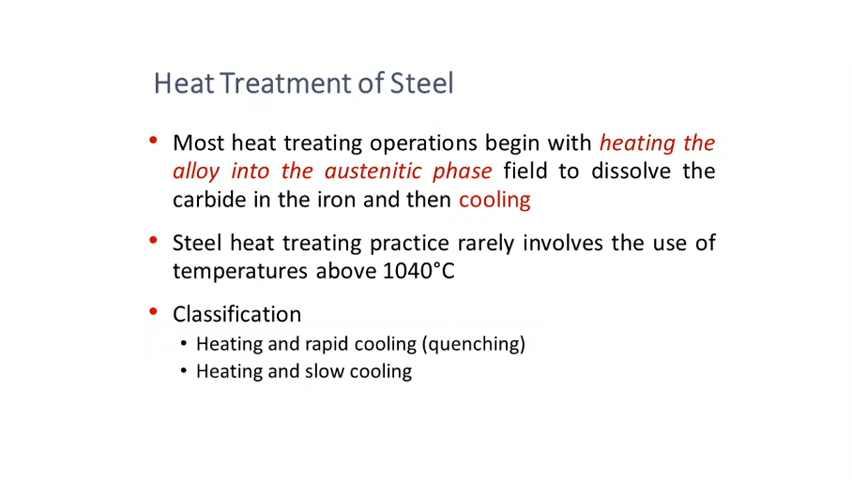 Heat Treatment of Steel
• Most heat treating operations begin with heating the
alloy into the austenitic phase field to dissolve the
carbide in the iron and then cooling
• Steel heat treating practice rarely involves the use of
temperatures above 1040°C
• Classification
• Heating and rapid cooling (quenching)
• Heating and slow cooling